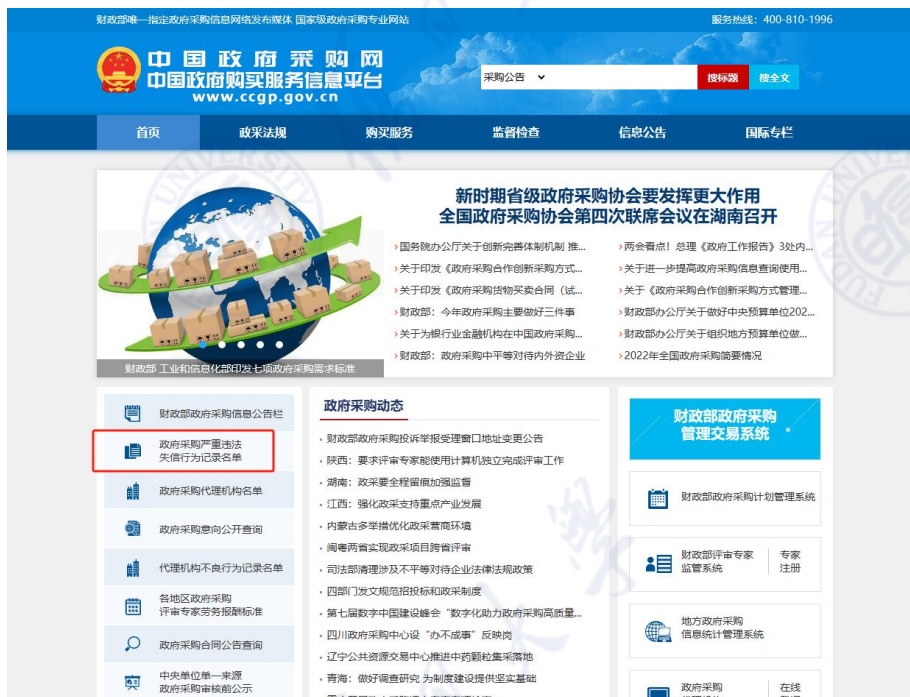 财政部唯一指定政府采购信息网络发布媒体 国家级政府采购专业网站
服务热线：400-810-1996
中国政府采购网
中国政府购买服务信息平台
www.ccgp.gov.cn
采购公告
搜标题
搜全文
首页
政采法规
购买服务
监督检查
信息公告
国际专栏
新时期省级政府采购协会要发挥更大作用
全国政府采购协会第四次联席会议在湖南召开
国务院办公厅关于创新完善体制机制 推...
两会看点！总理《政府工作报告》3处内...
关于印发《政府采购合作创新采购方式...
关于进一步提高政府采购信息查询使用...
关于印发《政府采购货物买卖合同（试...
关于《政府采购合作创新采购方式管理...
财政部：今年政府采购主要做好三件事
财政部办公厅关于做好中央预算单位202...
关于为银行业金融机构在中国政府采购...
财政部办公厅关于组织地方预算单位做...
财政部：政府采购中平等对待内外资企业
2022年全国政府采购简要情况
财政部 工业和信息化部印发七项政府采购需求标准
财政部政府采购信息公告栏
政府采购严重违法
失信行为记录名单
政府采购代理机构名单
政府采购意向公开查询
代理机构不良行为记录名单
各地区政府采购
评审专家劳务报酬标准
政府采购合同公告查询
中央单位单一来源
政府采购审核前公示
政府采购动态
财政部政府采购投诉举报受理窗口地址变更公告
陕西：要求评审专家能使用计算机独立完成评审工作
湖南：政采要全程留痕加强监督
江西：强化政采支持重点产业发展
内蒙古多举措优化政采营商环境
闽粤两省实现政采项目跨省评审
司法部清理涉及不平等对待企业法律法规政策
四部门发文规范招投标和政采制度
第七届数字中国建设峰会“数字化助力政府采购高质量...
四川政府采购中心设“办不成事”反映岗
辽宁公共资源交易中心推进中药颗粒集采落地
青海：做好调查研究 为制度建设提供坚实基础
财政部政府采购
管理交易系统
财政部政府采购计划管理系统
财政部评审专家
监管系统
专家
注册
地方政府采购
信息统计管理系统
政府采购
在线